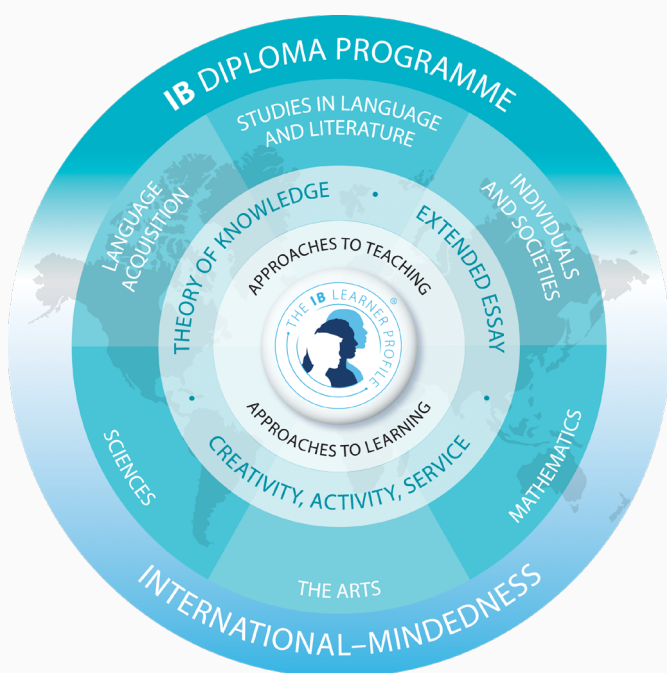 IB DIPLOMA PROGRAMME
STUDIES IN LANGUAGE
AND LITERATURE
LANGUAGE
ACQUISITION
INDIVIDUALS
AND SOCIETIES
THEORY OF KNOWLEDGE
•
EXTENDED ESSAY
APPROACHES TO TEACHING
• THE IB LEARNER PROFILE •
®
APPROACHES TO LEARNING
• CREATIVITY, ACTIVITY, SERVICE •
SCIENCES
MATHEMATICS
THE ARTS
INTERNATIONAL–MINDEDNESS